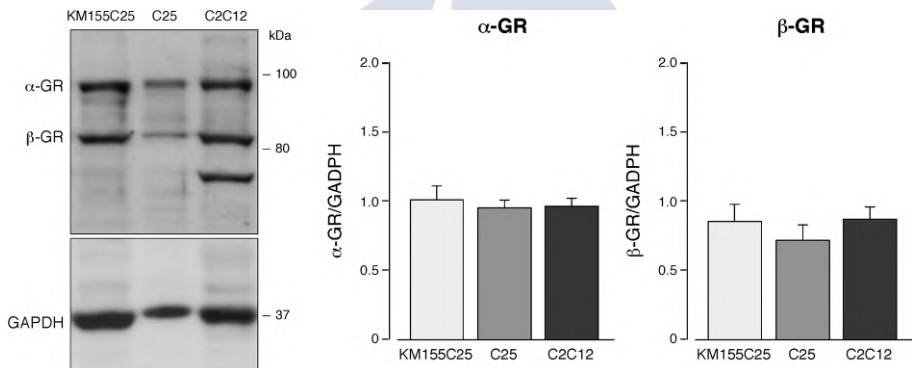 KM155C25 C25 C2C12
kDa
α-GR
100
β-GR
80
GAPDH
37
α-GR
2.0
1.5
1.0
0.5
0
α-GR/GADPH
KM155C25 C25 C2C12
β-GR
2.0
1.5
1.0
0.5
0
β-GR/GADPH
KM155C25 C25 C2C12